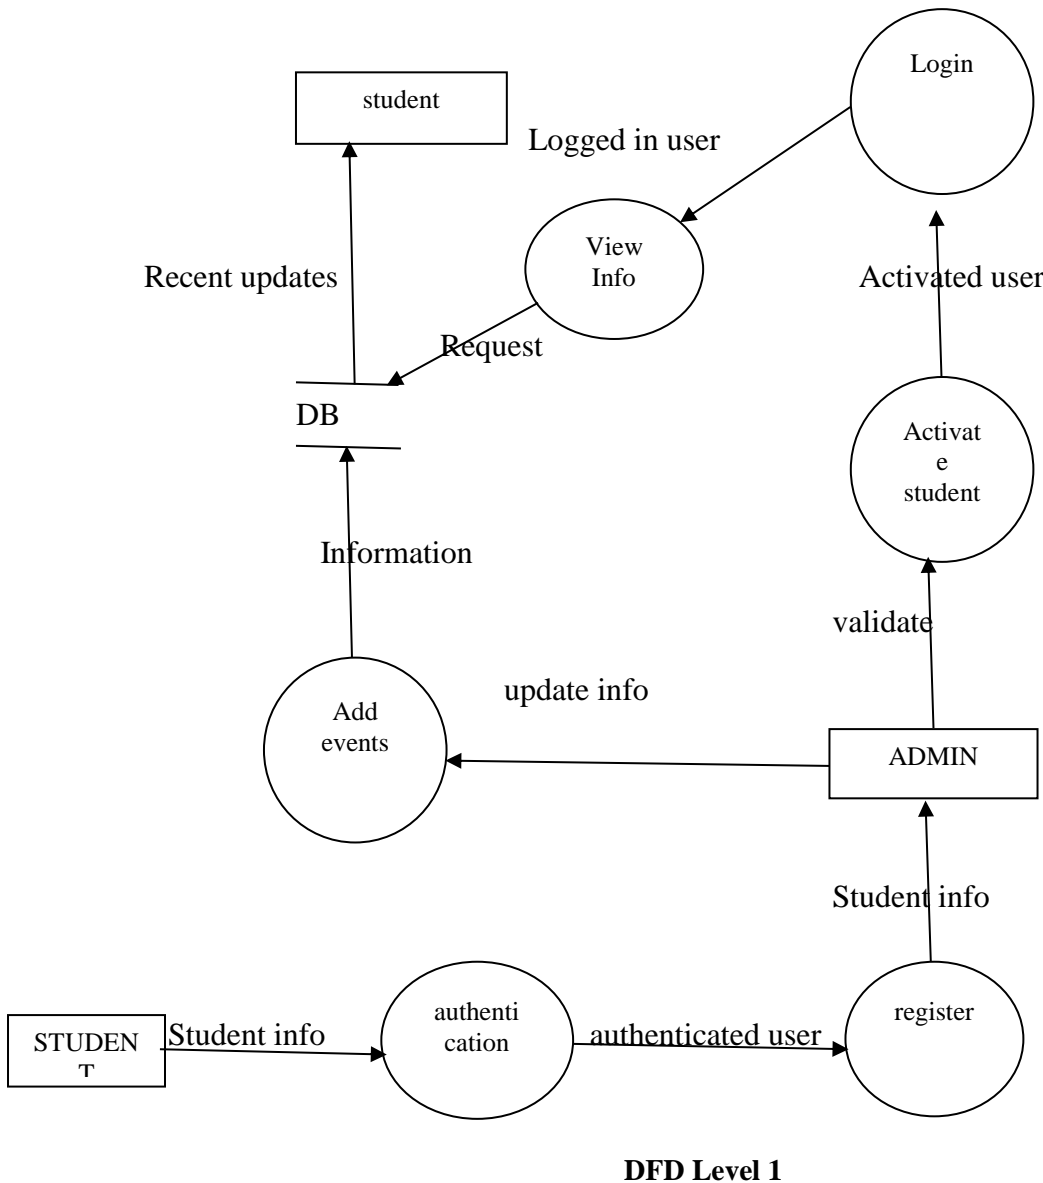 Login
student
Logged in user
View
Info
Recent updates
Activated user
Request
DB
Activat
e
student
Information
validate
update info
Add
events
ADMIN
Student info
authenti
cation
register
STUDEN
T
Student info
authenticated user
DFD Level 1